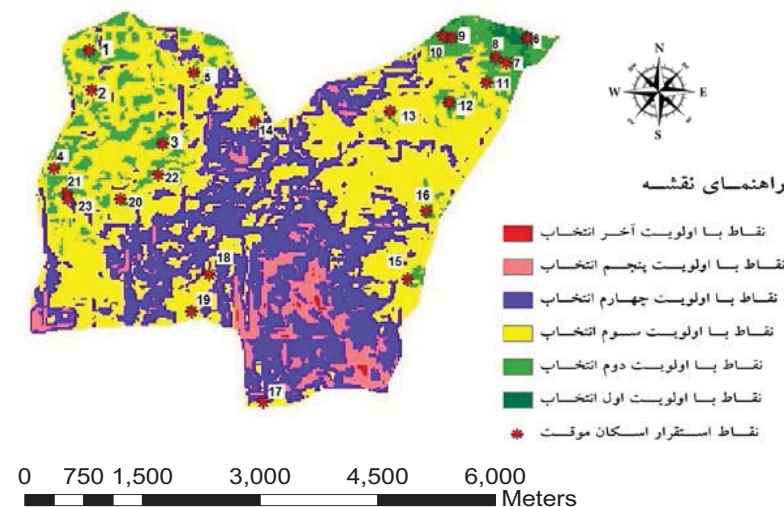 1
2
3
4
5
6
7
8
9
10
11
12
13
14
15
16
17
18
19
20
21
22
23
N
W E
S
راهنمای نقشه
نقاط با اولویت آخر انتخاب
نقاط با اولویت پنجم انتخاب
نقاط با اولویت چهارم انتخاب
نقاط با اولویت سوم انتخاب
نقاط با اولویت دوم انتخاب
نقاط با اولویت اول انتخاب
نقاط استقرار اسکان موقت
0 750 1,500 3,000 4,500 6,000
Meters